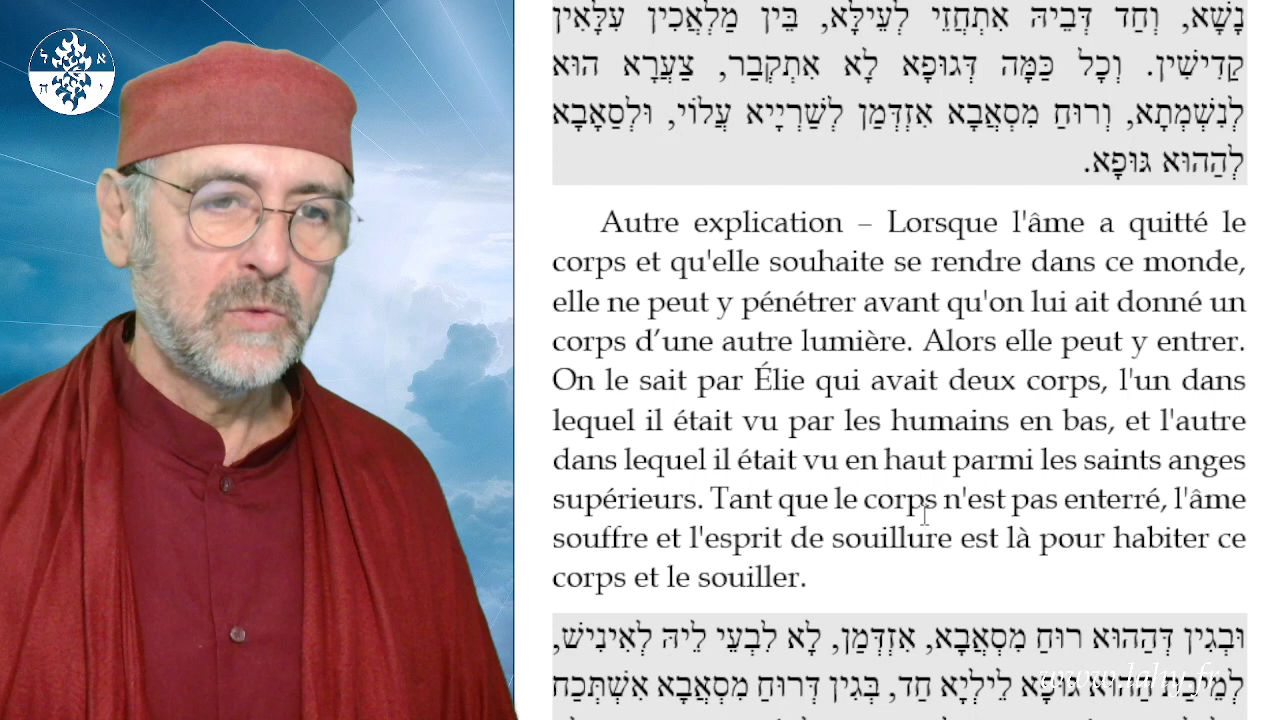 א
ל
י
ה
נָשָׁא, וְחַד דְּבֵיהּ אִתְחֲזֵי לְעֵילָּא, בֵּין מַלְאֲכִין עִלָּאִין
קַדִּישִׁין. וְכָל כַּמָּה דְּגוּפָא לָא אִתְקְבַר, צַעֲרָא הוּא
לְנִשְׁמְתָא, וְרוּחַ מִסְאֲבָא אִזְדְּמַן לְשַׁרְיָיא עֲלוֹי, וּלְסַאֲבָא
לְהַהוּא גּוּפָא.
Autre explication – Lorsque l'âme a quitté le
corps et qu'elle souhaite se rendre dans ce monde,
elle ne peut y pénétrer avant qu'on lui ait donné un
corps d’une autre lumière. Alors elle peut y entrer.
On le sait par Élie qui avait deux corps, l'un dans
lequel il était vu par les humains en bas, et l'autre
dans lequel il était vu en haut parmi les saints anges
supérieurs. Tant que le corps n'est pas enterré, l'âme
souffre et l'esprit de souillure est là pour habiter ce
corps et le souiller.
וּבְגִין דְּהַהוּא רוּחַ מִסְאֲבָא, אִזְדְּמַן, לָא לִבְעֵי לֵיהּ לְאִינִישׁ,
לְמֵיבַת הַהוּא גּוּפָא לֵילְיָא חַד, בְּגִין דְּרוּחַ מִסְאֲבָא אִשְׁתְּכַח
www.lahy.fr